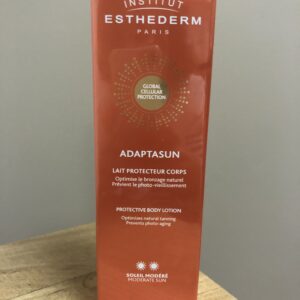 INSTITUT
ESTHEDERM
PARIS
GLOBAL
CELLULAR
PROTECTION
ADAPTASUN
LAIT PROTECTEUR CORPS
Optimise le bronzage naturel
Prévient le photo-vieillissement
PROTECTIVE BODY LOTION
Optimizes natural tanning
Prevents photo-aging
SOLEIL MODÉRÉ
MODERATE SUN